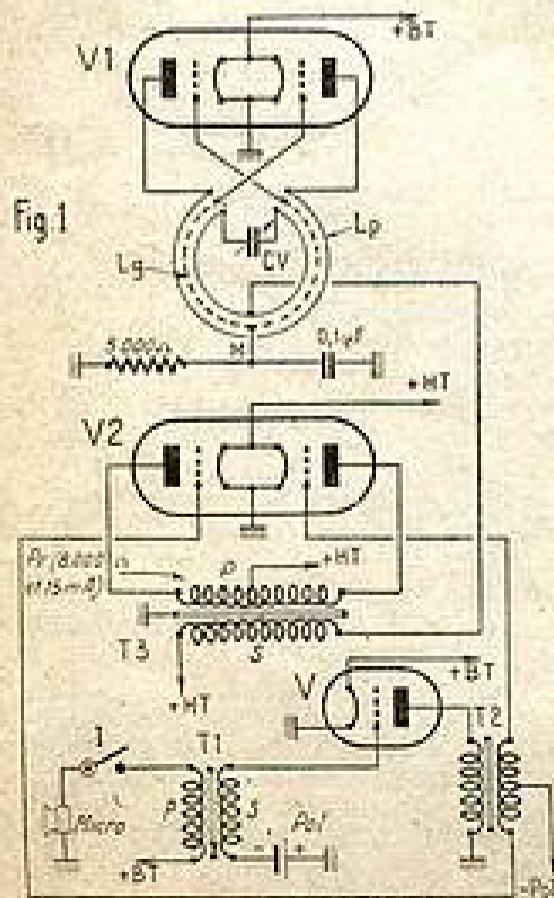 +BT
V1
Fig 1
Lp
CV
Lg
5.000 Ω
M
0,1µF
+HT
V2
+HT
P
S
T3
+HT
V
+BT
T2
I
T1
Micro
P
S
-
+
Pol
+BT
-Pol